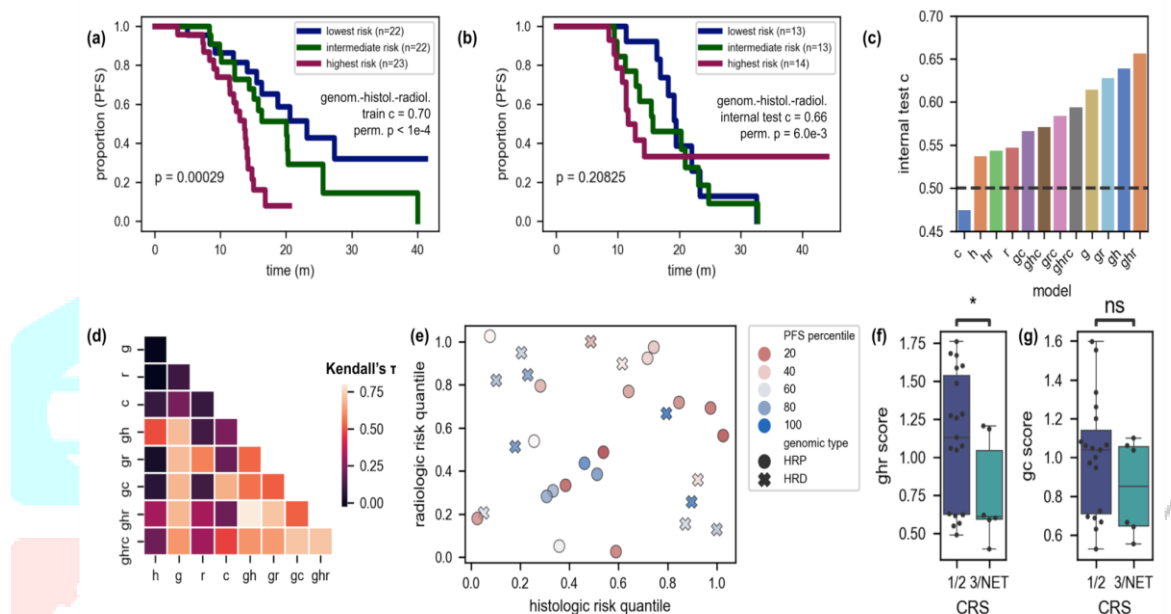 (a)
proportion (PFS)
1.0
0.8
0.6
0.4
0.2
0.0
lowest risk (n=22)
intermediate risk (n=22)
highest risk (n=23)
genom.-histol.-radiol.
train c = 0.70
perm. p < 1e-4
p = 0.00029
0 10 20 30 40
time (m)
(b)
proportion (PFS)
1.0
0.8
0.6
0.4
0.2
0.0
lowest risk (n=13)
intermediate risk (n=13)
highest risk (n=14)
genom.-histol.-radiol.
internal test c = 0.66
perm. p = 6.0e-3
p = 0.20825
0 10 20 30 40
time (m)
(c)
internal test c
0.70
0.65
0.60
0.55
0.50
0.45
c h hr r gc ghc grc ghrc g gr gh ghr
model
(d)
g
r
c
gh
gr
gc
ghr
ghrc
h g r c gh gr gc ghr
Kendall's τ
0.75
0.50
0.25
0.00
(e)
radiologic risk quantile
1.0
0.8
0.6
0.4
0.2
0.0
0.0 0.2 0.4 0.6 0.8 1.0
histologic risk quantile
PFS percentile
20
40
60
80
100
genomic type
HRP
HRD
(f)
*
ghr score
1.75
1.50
1.25
1.00
0.75
0.50
1/2 3/NET
CRS
(g)
ns
gc score
1.6
1.4
1.2
1.0
0.8
0.6
1/2 3/NET
CRS